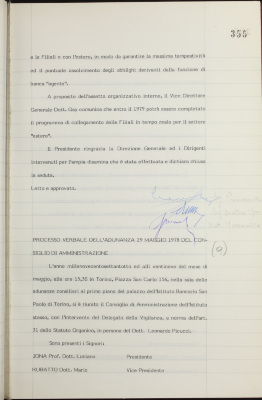 355
e le Filiali e con l'estero, in modo da garantire la massima tempestività
ed il puntuale assolvimento degli obblighi derivanti dalla funzione di
banca "agente".
A proposito dell'assetto organizzativo interno, il Vice Direttore
Generale Dott. comunica che entro il 1979 potrà essere completato
il programma di collegamento delle Filiali in tempo reale per il settore
"estero".
Il Presidente ringrazia la Direzione Generale ed i Dirigenti
intervenuti per l'ampia disamina che è stata effettuata e dichiara chiusa
la seduta.
Letto e approvato.
PROCESSO VERBALE DELL'ADUNANZA 29 MAGGIO 1978 DEL CON-
SIGLIO DI AMMINISTRAZIONE
(a)
L'anno millenovecentosettantotto ed alli ventinove del mese di
maggio, alle ore 15,30 in Torino, Piazza San Carlo 156, nella sala delle
adunanze consiliari al primo piano del palazzo dell'Istituto Bancario San
Paolo di Torino, si è riunito il Consiglio di Amministrazione dell'Istituto
stesso, con l'intervento del Delegato della Vigilanza, a norma dell'art.
31 dello Statuto Organico, in persona del Dott. Leonardo
Sono presenti i Signori:
JONA Prof. Dott. Luciano Presidente
Dott. Mario Vice Presidente